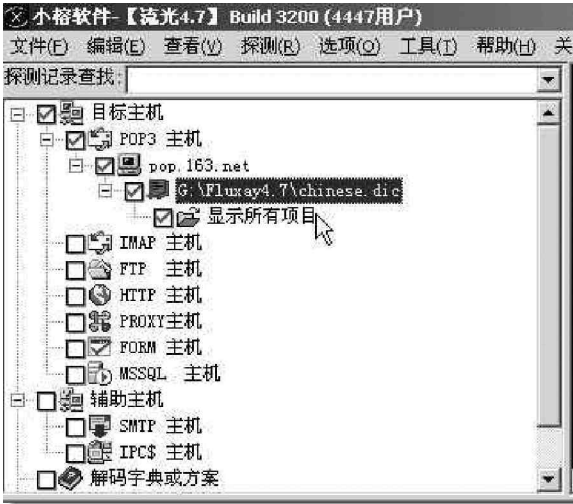 小榕软件-【流光4.7】 Build 3200 (4447用户)
文件(F) 编辑(E) 查看(V) 探测(R) 选项(O) 工具(T) 帮助(H) 关
探测记录查找:
目标主机
POP3 主机
pop.163.net
G:\Fluxay4.7\chinese.dic
显示所有项目
IMAP 主机
FTP 主机
HTTP 主机
PROXY主机
FORM 主机
MSSQL 主机
辅助主机
SMTP 主机
IPC$ 主机
解码字典或方案